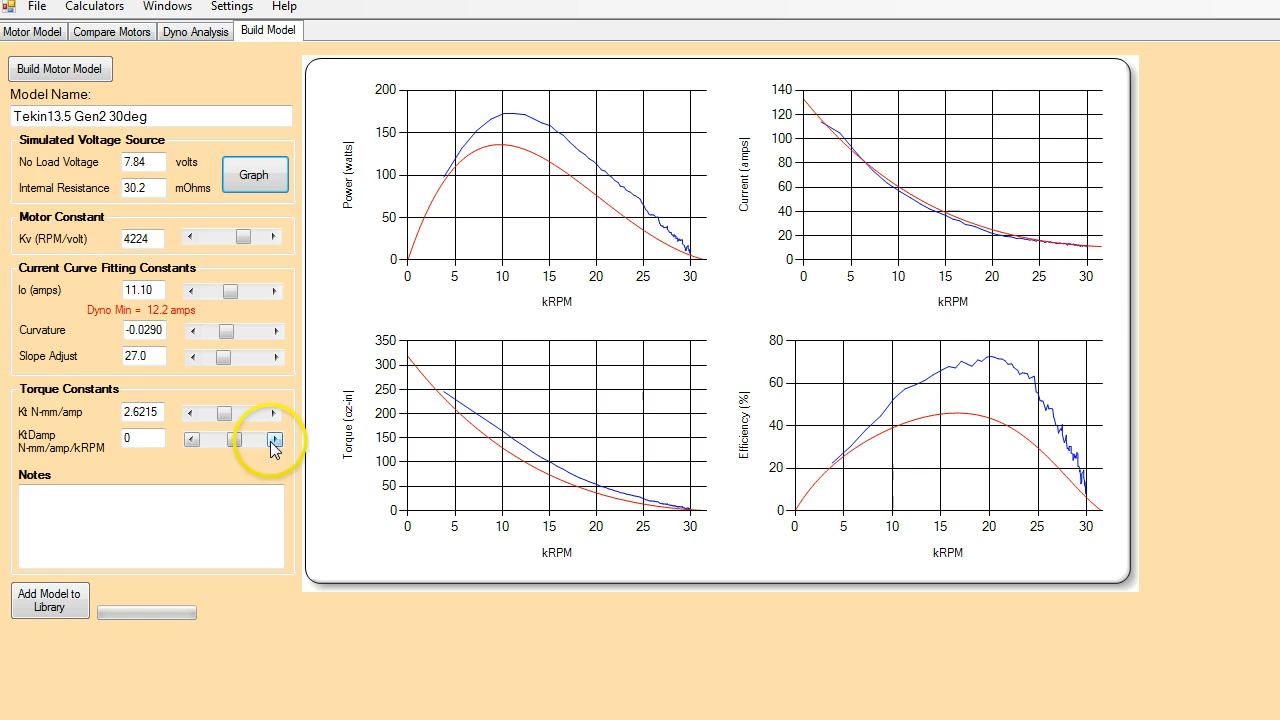 File Calculators Windows Settings Help
Motor Model Compare Motors Dyno Analysis Build Model
Build Motor Model
Model Name:
Tekin13.5 Gen2 30deg
Simulated Voltage Source
No Load Voltage 7.84 volts
Internal Resistance 30.2 mOhms
Graph
Motor Constant
Kv (RPM/volt) 4224
Current Curve Fitting Constants
Io (amps) 11.10
Dyno Min = 12.2 amps
Curvature -0.0290
Slope Adjust 27.0
Torque Constants
Kt N-mm/amp 2.6215
KtDamp 0
N-mm/amp/kRPM
Notes
Add Model to
Library
Power (watts)
200
150
100
50
0
0 5 10 15 20 25 30
kRPM
Current (amps)
140
120
100
80
60
40
20
0
0 5 10 15 20 25 30
kRPM
Torque (oz-in)
350
300
250
200
150
100
50
0
0 5 10 15 20 25 30
kRPM
Efficiency (%)
80
60
40
20
0
0 5 10 15 20 25 30
kRPM